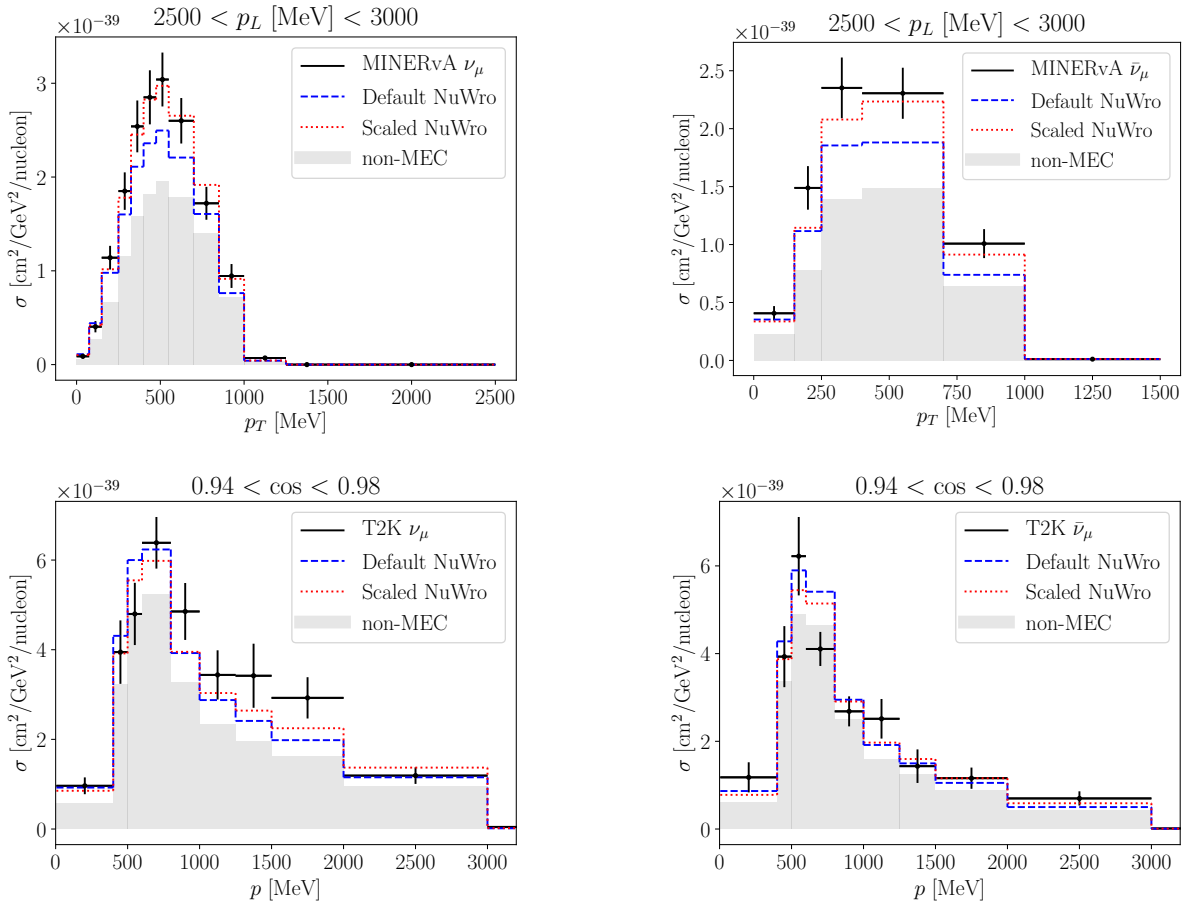 ×10⁻³⁹
2500 < p_L [MeV] < 3000
MINERvA ν_μ
Default NuWro
Scaled NuWro
non-MEC
σ [cm²/GeV²/nucleon]
3
2
1
0
0 500 1000 1500 2000 2500
p_T [MeV]
×10⁻³⁹
2500 < p_L [MeV] < 3000
MINERvA ν̄_μ
Default NuWro
Scaled NuWro
non-MEC
σ [cm²/GeV²/nucleon]
2.5
2.0
1.5
1.0
0.5
0.0
0 250 500 750 1000 1250 1500
p_T [MeV]
×10⁻³⁹
0.94 < cos < 0.98
T2K ν_μ
Default NuWro
Scaled NuWro
non-MEC
σ [cm²/GeV²/nucleon]
6
4
2
0
0 500 1000 1500 2000 2500 3000
p [MeV]
×10⁻³⁹
0.94 < cos < 0.98
T2K ν̄_μ
Default NuWro
Scaled NuWro
non-MEC
σ [cm²/GeV²/nucleon]
6
4
2
0
0 500 1000 1500 2000 2500 3000
p [MeV]